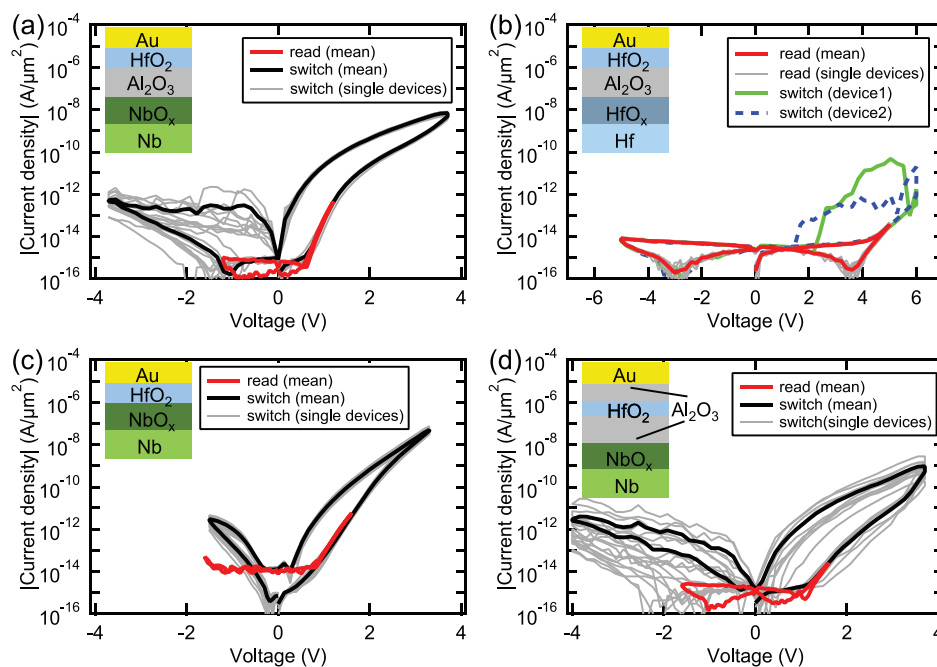 (a)
|Current density| (A/µm²)
10⁻⁴
10⁻⁶
10⁻⁸
10⁻¹⁰
10⁻¹²
10⁻¹⁴
10⁻¹⁶
Au
HfO₂
Al₂O₃
NbOₓ
Nb
read (mean)
switch (mean)
switch (single devices)
-4 -2 0 2 4
Voltage (V)
(b)
|Current density| (A/µm²)
10⁻⁴
10⁻⁶
10⁻⁸
10⁻¹⁰
10⁻¹²
10⁻¹⁴
10⁻¹⁶
Au
HfO₂
Al₂O₃
HfOₓ
Hf
read (mean)
read (single devices)
switch (device1)
switch (device2)
-6 -4 -2 0 2 4 6
Voltage (V)
(c)
|Current density| (A/µm²)
10⁻⁴
10⁻⁶
10⁻⁸
10⁻¹⁰
10⁻¹²
10⁻¹⁴
10⁻¹⁶
Au
HfO₂
NbOₓ
Nb
read (mean)
switch (mean)
switch (single devices)
-4 -2 0 2 4
Voltage (V)
(d)
|Current density| (A/µm²)
10⁻⁴
10⁻⁶
10⁻⁸
10⁻¹⁰
10⁻¹²
10⁻¹⁴
10⁻¹⁶
Au
HfO₂
Al₂O₃
NbOₓ
Nb
read (mean)
switch (mean)
switch(single devices)
-4 -2 0 2 4
Voltage (V)